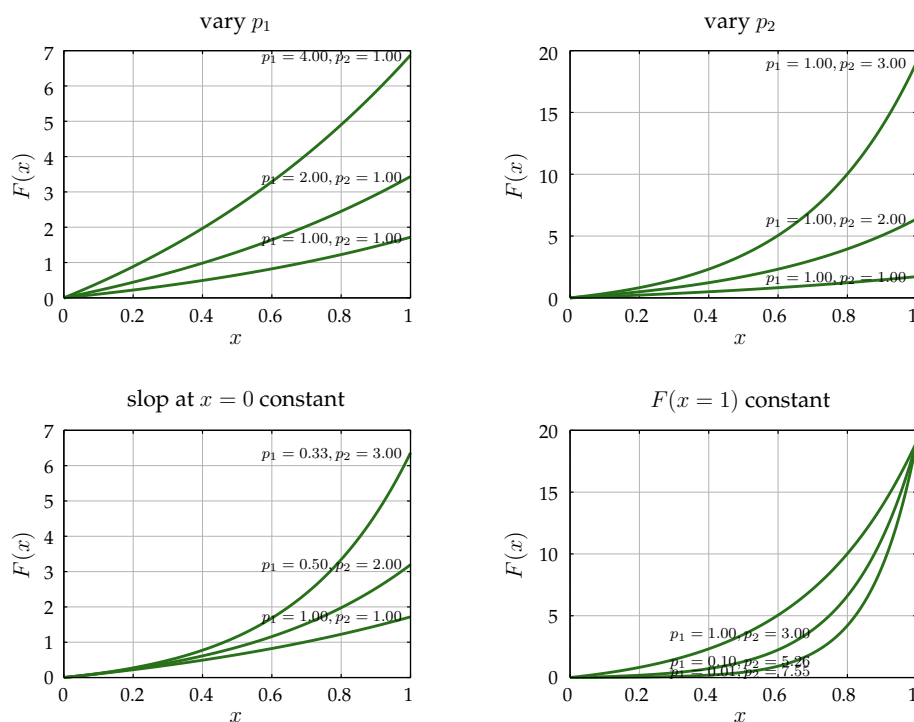 vary p₁
7
6
5
4
3
2
1
0
0 0.2 0.4 0.6 0.8 1
F(x)
x
p₁ = 4.00, p₂ = 1.00
p₁ = 2.00, p₂ = 1.00
p₁ = 1.00, p₂ = 1.00
vary p₂
20
15
10
5
0
0 0.2 0.4 0.6 0.8 1
F(x)
x
p₁ = 1.00, p₂ = 3.00
p₁ = 1.00, p₂ = 2.00
p₁ = 1.00, p₂ = 1.00
slop at x = 0 constant
7
6
5
4
3
2
1
0
0 0.2 0.4 0.6 0.8 1
F(x)
x
p₁ = 0.33, p₂ = 3.00
p₁ = 0.50, p₂ = 2.00
p₁ = 1.00, p₂ = 1.00
F(x = 1) constant
20
15
10
5
0
0 0.2 0.4 0.6 0.8 1
F(x)
x
p₁ = 1.00, p₂ = 3.00
p₁ = 0.10, p₂ = 5.26
p₁ = 0.01, p₂ = 7.55